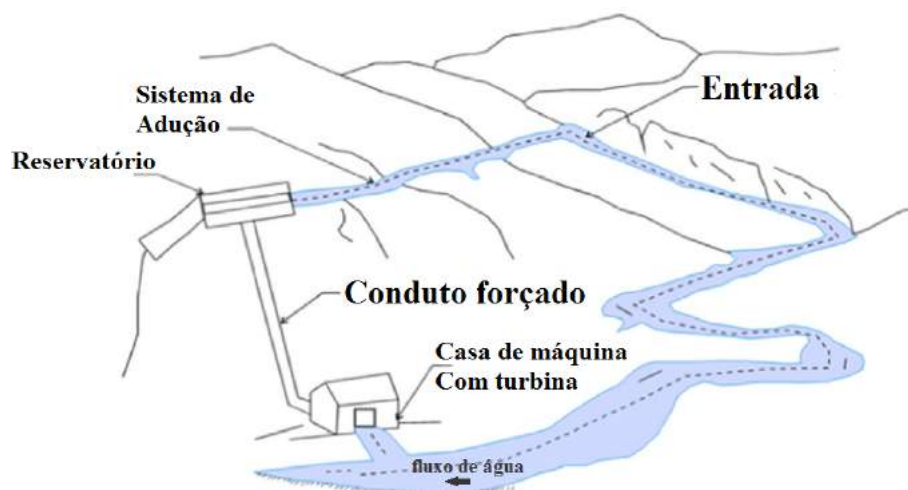 Entrada
Sistema de
Adução
Reservatório
Conduto forçado
Casa de máquina
Com turbina
fluxo de água